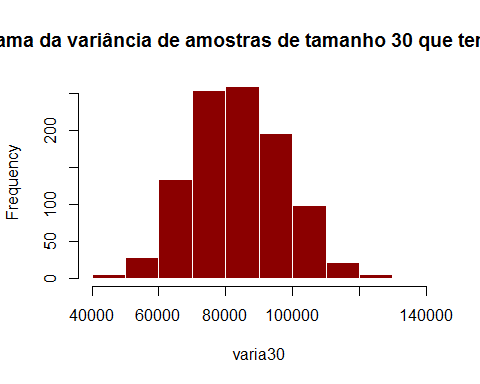 ama da variância de amostras de tamanho 30 que ter
Frequency
200
100
50
0
40000 60000 80000 100000 140000
varia30